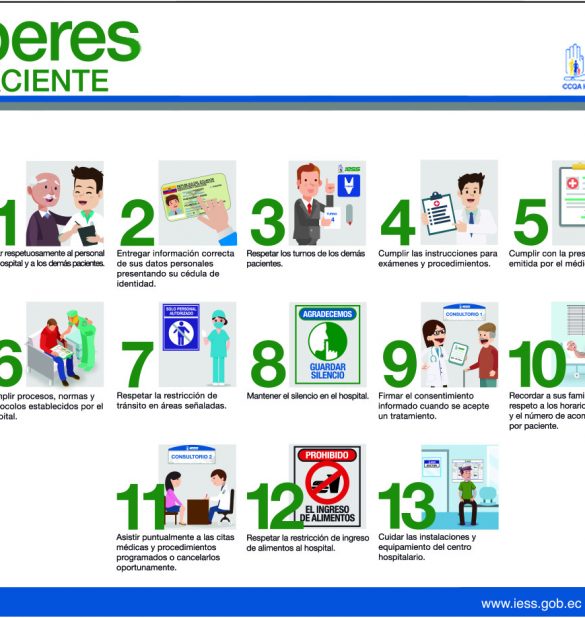 beres
ACIENTE
CCQA
1
r respetuosamente al personal
hospital y a los demás pacientes.
2
Entregar información correcta
de sus datos personales
presentando su cédula de
identidad.
3
IESS
TURNO
4
Respetar los turnos de los demás
pacientes.
4
Cumplir las instrucciones para
exámenes y procedimientos.
5
Cumplir con la pres
emitida por el médi
6
plir procesos, normas y
ocolos establecidos por el
pital.
7
SOLO PERSONAL
AUTORIZADO
Respetar la restricción de
tránsito en áreas señaladas.
8
AGRADECEMOS
GUARDAR
SILENCIO
Mantener el silencio en el hospital.
9
CONSULTORIO 1
Firmar el consentimiento
informado cuando se acepte
un tratamiento.
10
Recordar a sus fami
respeto a los horario
y el número de acom
por paciente.
11
CONSULTORIO 2
Asistir puntualmente a las citas
médicas y procedimientos
programados o cancelarlos
oportunamente.
12
PROHIBIDO
EL INGRESO
DE ALIMENTOS
Respetar la restricción de ingreso
de alimentos al hospital.
13
Cuidar las instalaciones y
equipamiento del centro
hospitalario.
www.iess.gob.ec